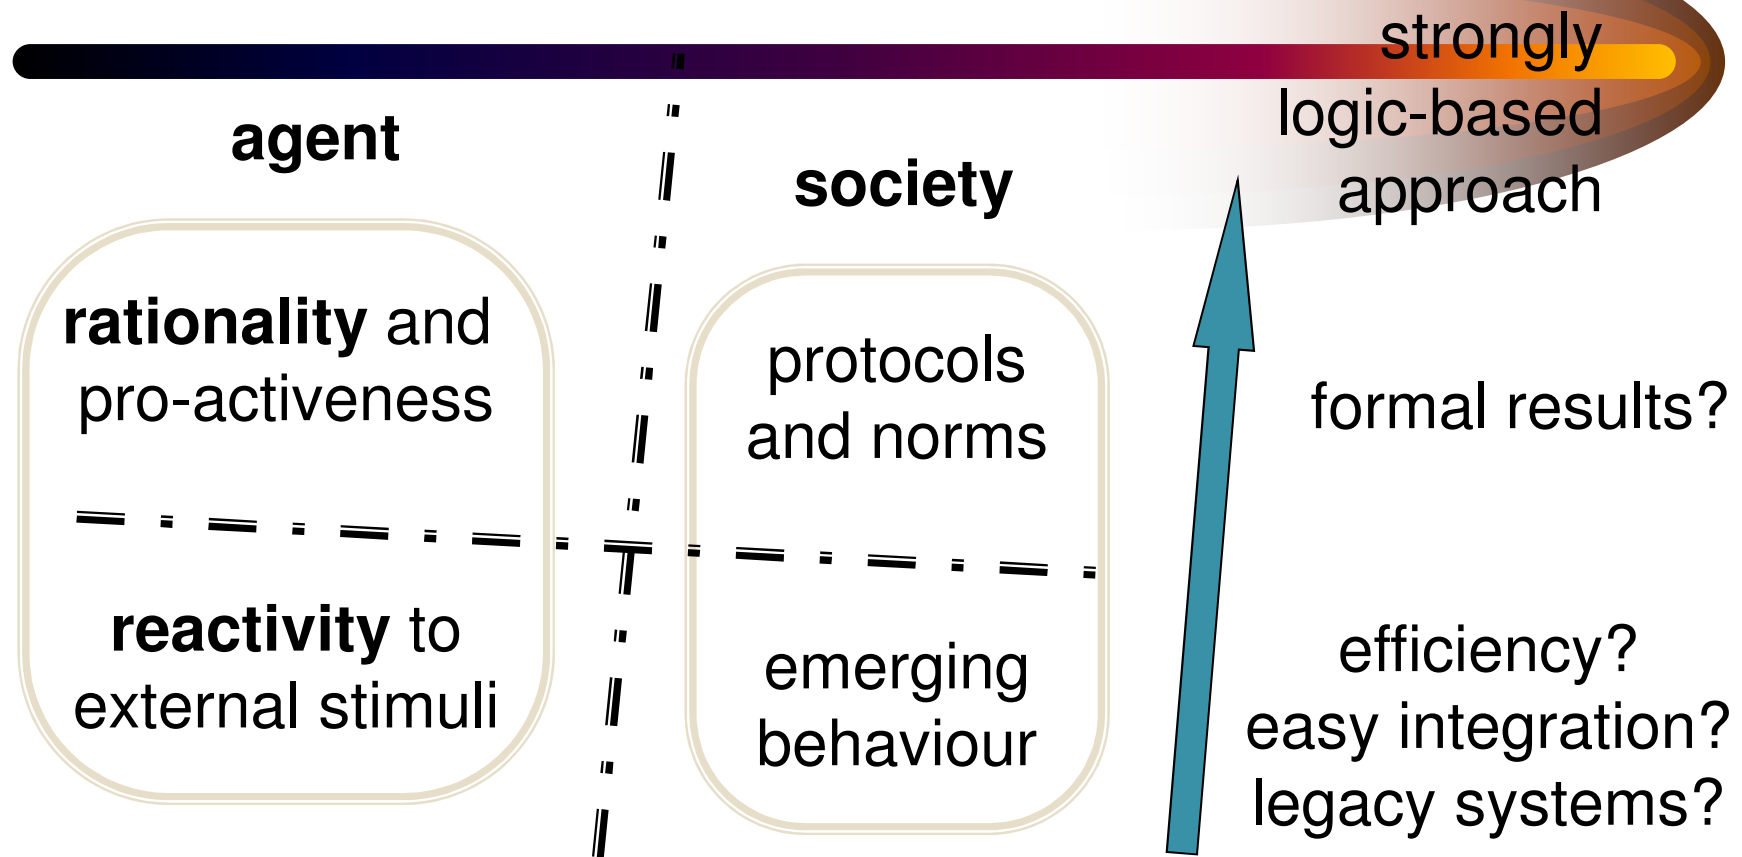 agent
rationality and
pro-activeness
reactivity to
external stimuli
society
protocols
and norms
emerging
behaviour
strongly
logic-based
approach
formal results?
efficiency?
easy integration?
legacy systems?